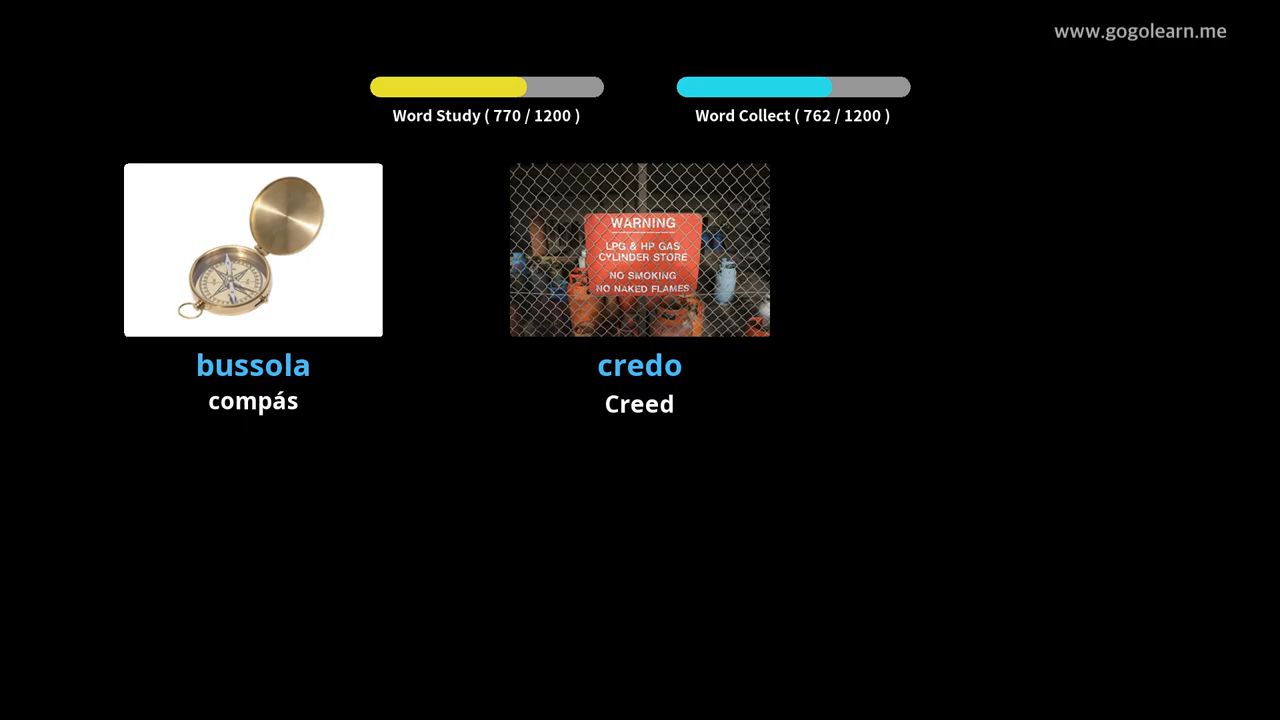 www.gogolearn.me
Word Study ( 770 / 1200 )
Word Collect ( 762 / 1200 )
WARNING
LPG & HP GAS
CYLINDER STORE
NO SMOKING
NO NAKED FLAMES
bussola
compás
credo
Creed